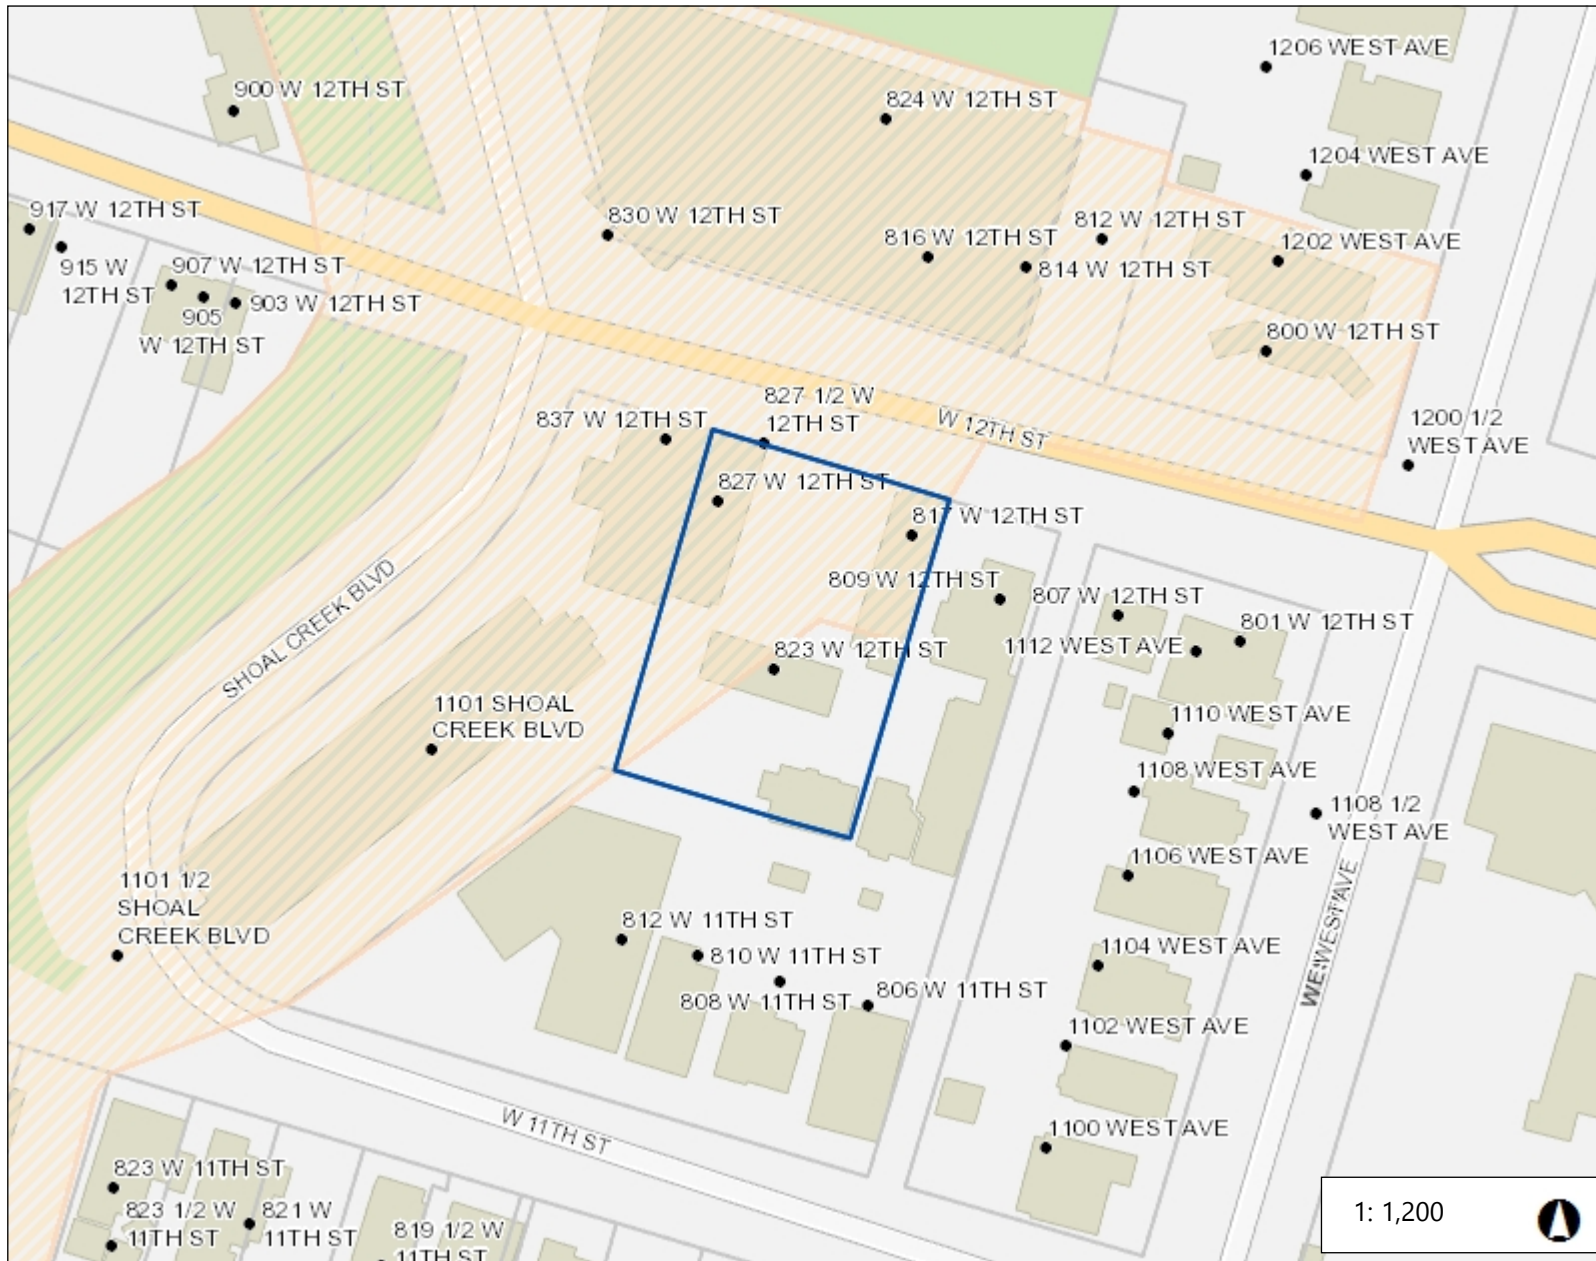 1206 WEST AVE
900 W 12TH ST
824 W 12TH ST
1204 WEST AVE
917 W 12TH ST
830 W 12TH ST
812 W 12TH ST
816 W 12TH ST
1202 WEST AVE
915 W
12TH ST
907 W 12TH ST
814 W 12TH ST
903 W 12TH ST
905
W 12TH ST
800 W 12TH ST
827 1/2 W
12TH ST
837 W 12TH ST
W 12TH ST
1200 1/2
WEST AVE
827 W 12TH ST
817 W 12TH ST
809 W 12TH ST
807 W 12TH ST
801 W 12TH ST
1112 WEST AVE
823 W 12TH ST
SHOAL CREEK BLVD
1101 SHOAL
CREEK BLVD
1110 WEST AVE
1108 WEST AVE
1108 1/2
WEST AVE
1106 WEST AVE
1101 1/2
SHOAL
CREEK BLVD
812 W 11TH ST
810 W 11TH ST
808 W 11TH ST
806 W 11TH ST
1104 WEST AVE
WEST AVE
1102 WEST AVE
W 11TH ST
1100 WEST AVE
823 W 11TH ST
823 1/2 W
11TH ST
821 W
11TH ST
819 1/2 W
11TH ST
1: 1,200